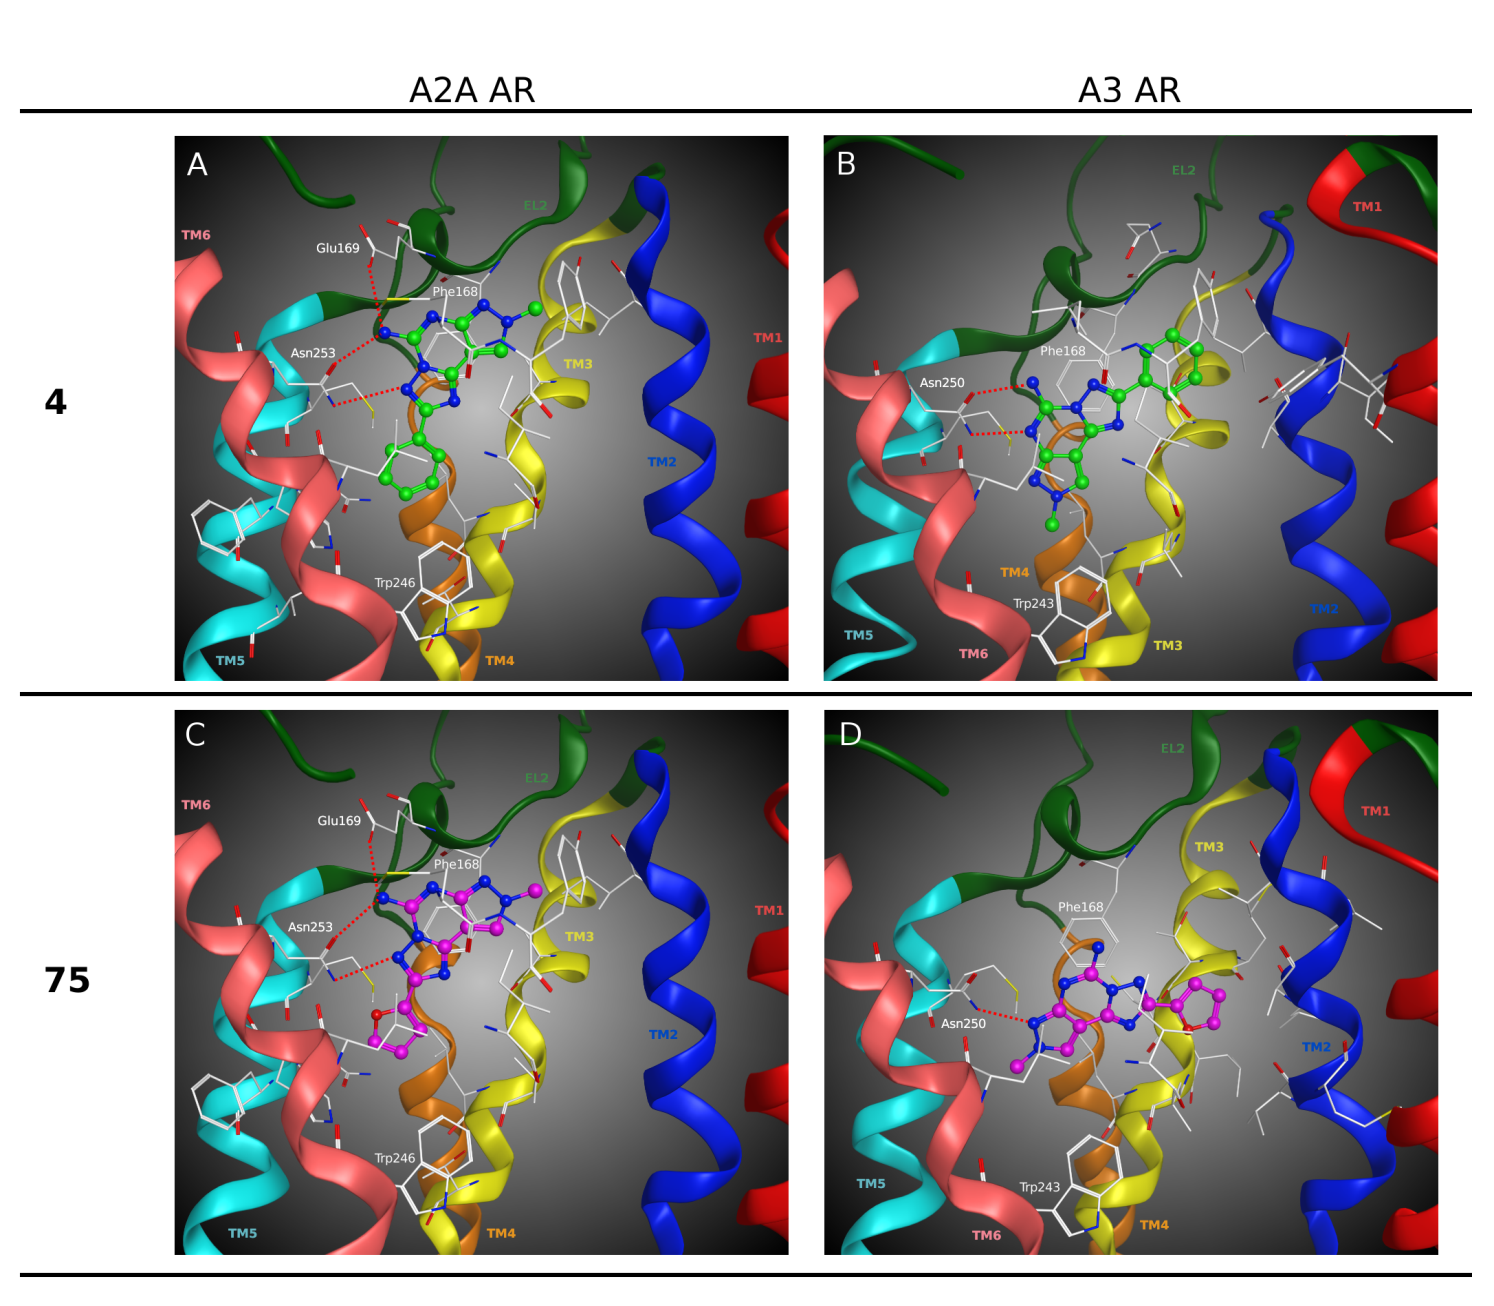 A2A AR A3 AR
4
A
EL2
TM6
Glu169
Phe168
TM1
Asn253
TM3
TM2
Trp246
TM5
TM4
B
EL2
TM1
Phe168
Asn250
TM4
Trp243
TM2
TM5
TM3
TM6
75
C
EL2
TM6
Glu169
Phe168
TM1
Asn253
TM3
TM2
Trp246
TM5
TM4
D
EL2
TM1
TM3
Phe168
Asn250
TM2
TM5
Trp243
TM4
TM6